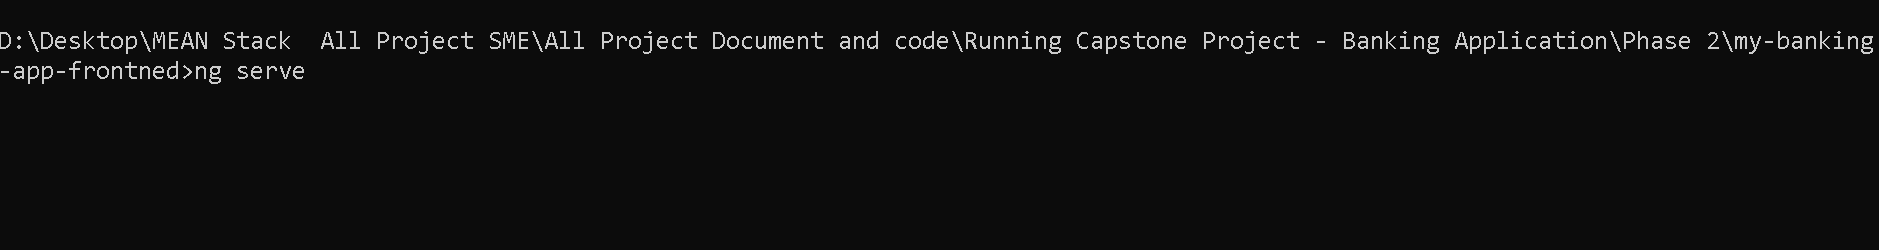 D:\Desktop\MEAN Stack  All Project SME\All Project Document and code\Running Capstone Project - Banking Application\Phase 2\my-banking
-app-frontned>ng serve